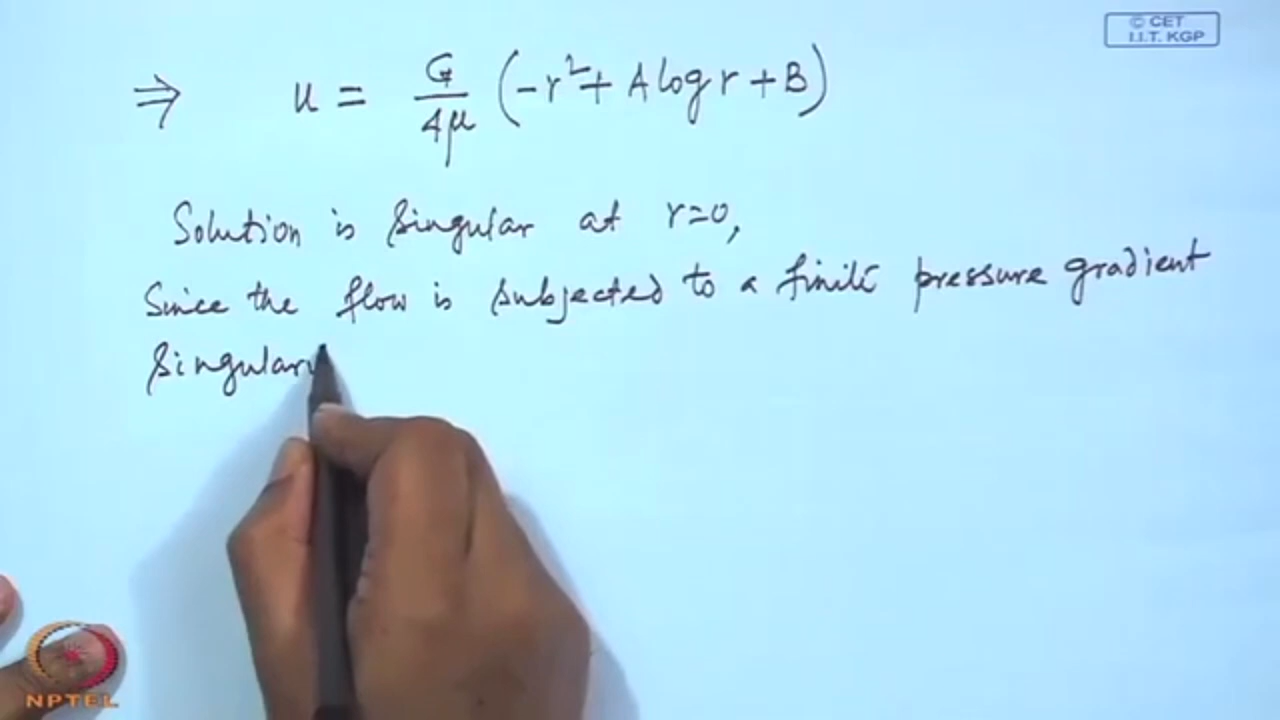 © CET
I.I.T. KGP
⇒ u = G/4μ (-r² + A log r + B)
Solution is singular at r=0,
Since the flow is subjected to a finite pressure gradient
Singular
NPTEL